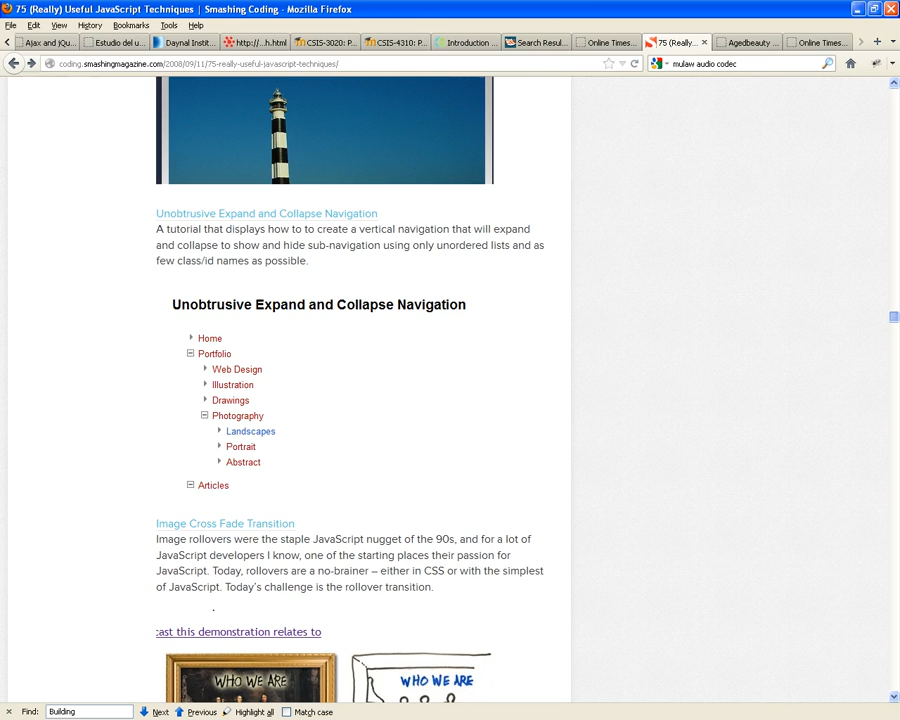 75 (Really) Useful JavaScript Techniques | Smashing Coding - Mozilla Firefox
File Edit View History Bookmarks Tools Help
Ajax and jQu... Estudio del u... Daynal Instit... http://...h.html CSIS-3020: P... CSIS-4310: P... Introduction ... Search Resul... Online Times... 75 (Really... Agedbeauty ... Online Times...
coding.smashingmagazine.com/2008/09/11/75-really-useful-javascript-techniques/ mulaw audio codec
Unobtrusive Expand and Collapse Navigation
A tutorial that displays how to to create a vertical navigation that will expand
and collapse to show and hide sub-navigation using only unordered lists and as
few class/id names as possible.
Unobtrusive Expand and Collapse Navigation
Home
Portfolio
Web Design
Illustration
Drawings
Photography
Landscapes
Portrait
Abstract
Articles
Image Cross Fade Transition
Image rollovers were the staple JavaScript nugget of the 90s, and for a lot of
JavaScript developers I know, one of the starting places their passion for
JavaScript. Today, rollovers are a no-brainer – either in CSS or with the simplest
of JavaScript. Today's challenge is the rollover transition.
cast this demonstration relates to
WHO WE ARE WHO WE ARE
Find: Building Next Previous Highlight all Match case